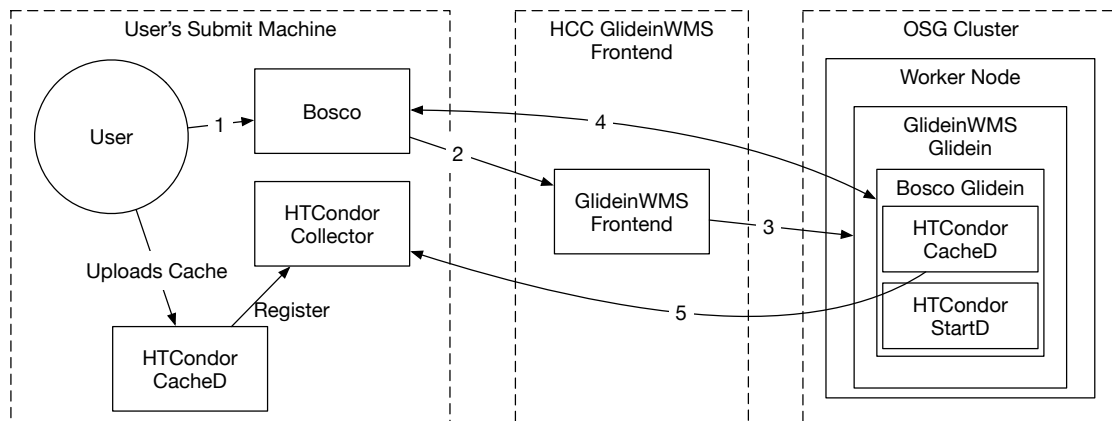 User's Submit Machine
User
1
Bosco
2
HTCondor
Collector
Uploads Cache
Register
HTCondor
CacheD
HCC GlideinWMS
Frontend
4
GlideinWMS
Frontend
3
5
OSG Cluster
Worker Node
GlideinWMS
Glidein
Bosco Glidein
HTCondor
CacheD
HTCondor
StartD